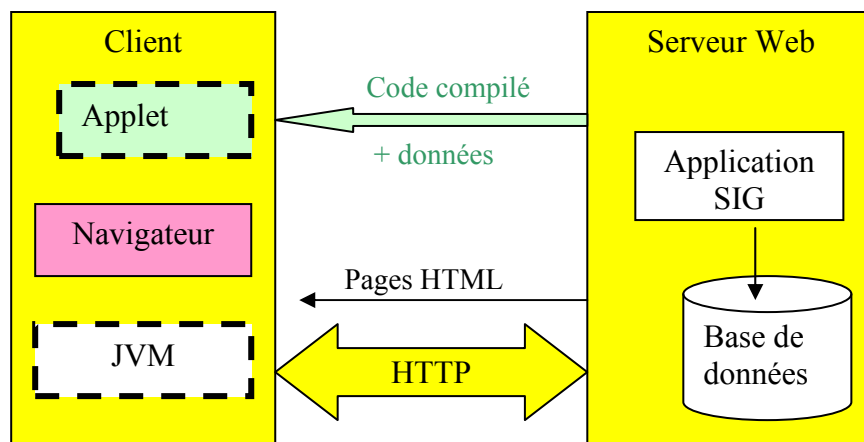 Client
Applet
Navigateur
JVM
Code compilé
+ données
Pages HTML
HTTP
Serveur Web
Application
SIG
Base de
données